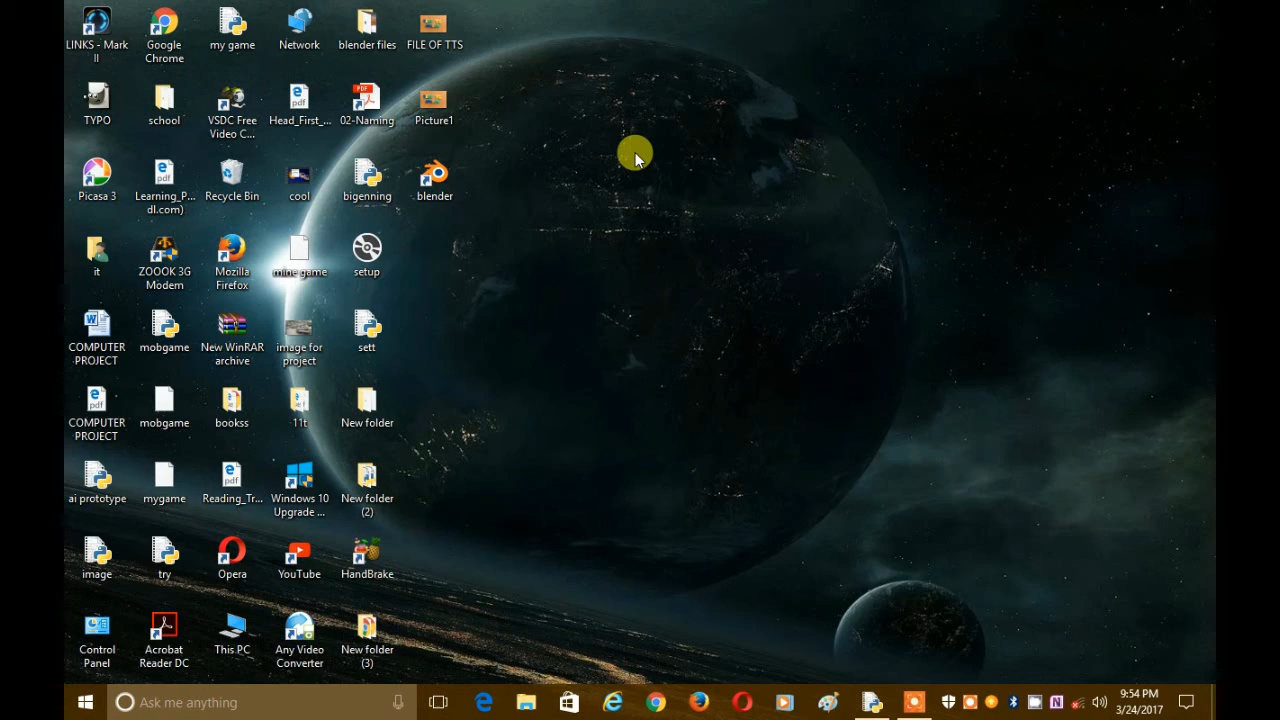 LINKS - Mark
II
Google
Chrome
my game
Network
blender files
FILE OF TTS
TYPO
school
VSDC Free
Video C...
Head_First_...
02-Naming
Picture1
Picasa 3
Learning_P...
dl.com)
Recycle Bin
cool
bigenning
blender
it
ZOOOK 3G
Modem
Mozilla
Firefox
mine game
setup
COMPUTER
PROJECT
mobgame
New WinRAR
archive
image for
project
sett
COMPUTER
PROJECT
mobgame
bookss
11t
New folder
ai prototype
mygame
Reading_Tr...
Windows 10
Upgrade ...
New folder
(2)
image
try
Opera
YouTube
HandBrake
Control
Panel
Acrobat
Reader DC
This PC
Any Video
Converter
New folder
(3)
Ask me anything
9:54 PM
3/24/2017